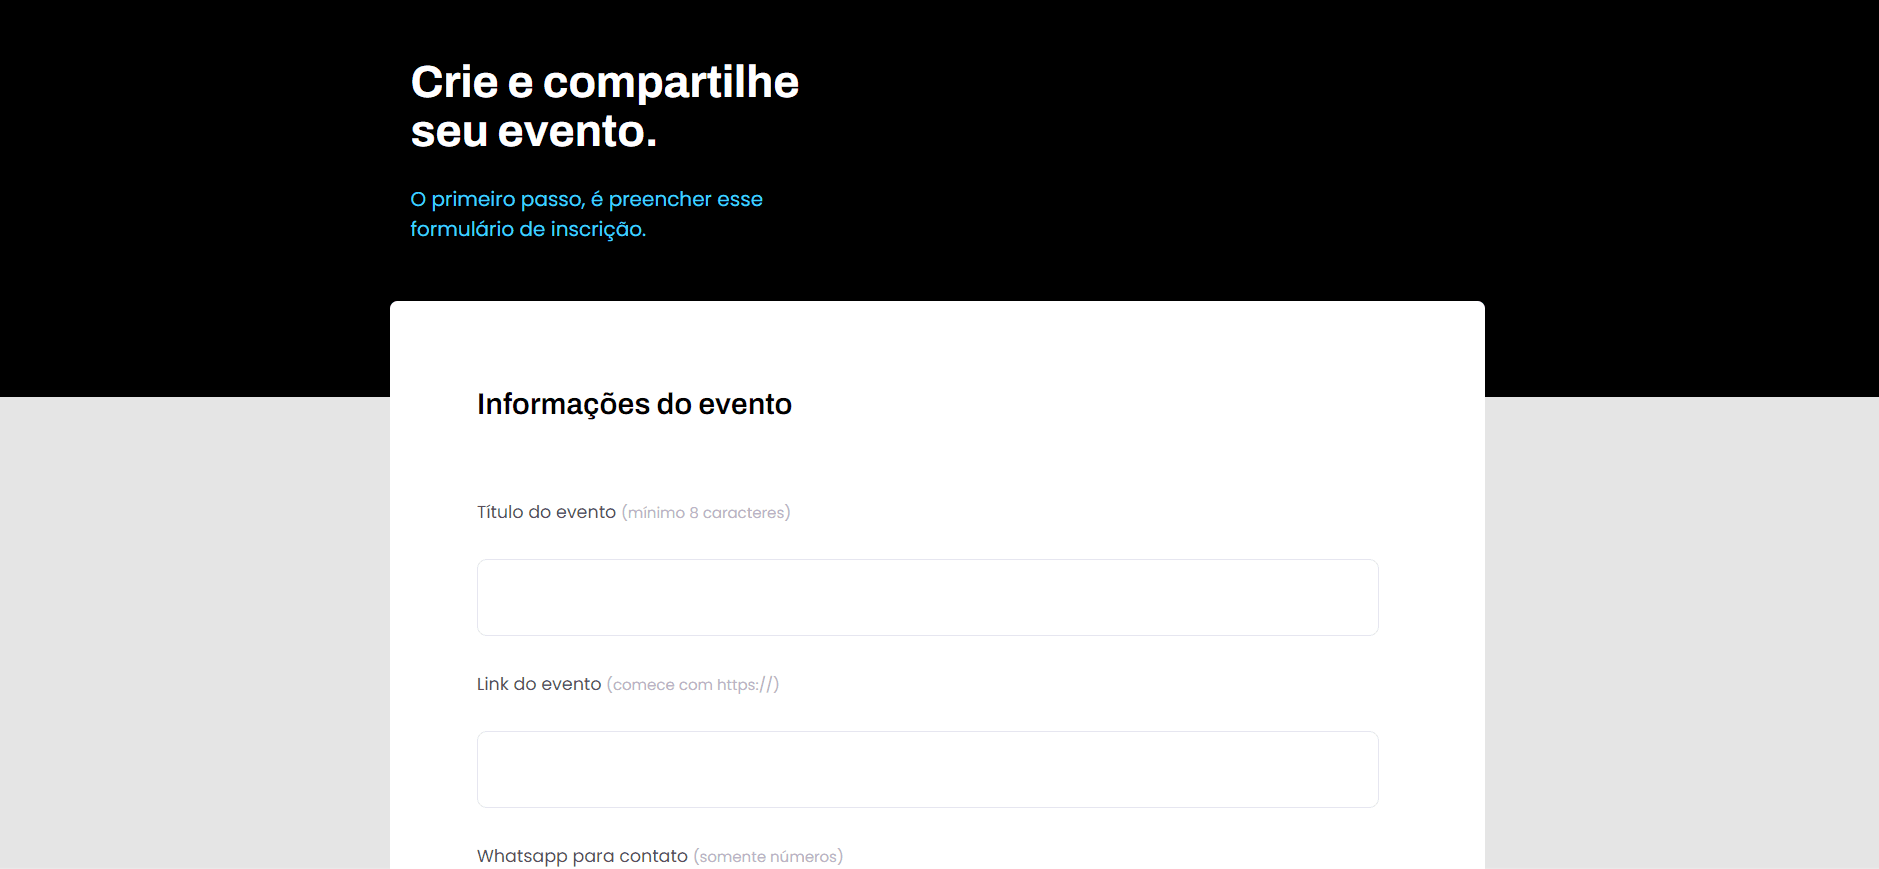 Crie e compartilhe
seu evento.
O primeiro passo, é preencher esse
formulário de inscrição.
Informações do evento
Título do evento (mínimo 8 caracteres)
Link do evento (comece com https://)
Whatsapp para contato (somente números)